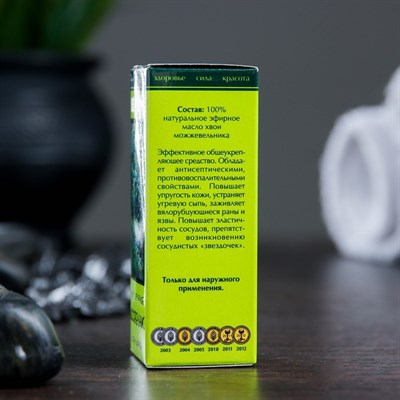 здоровье сила красота
Состав: 100%
натуральное эфирное
масло хвои
можжевельника
Эффективное общеукреп-
ляющее средство. Облада-
ет антисептическими,
противовоспалительными
свойствами. Повышает
упругость кожи, устраняет
угревую сыпь, заживляет
вялорубцующиеся раны и
язвы. Повышает эластич-
ность сосудов, препятст-
вует возникновению
сосудистых «звездочек».
Только для наружного
применения.
2003 2004 2005 2010 2011 2012